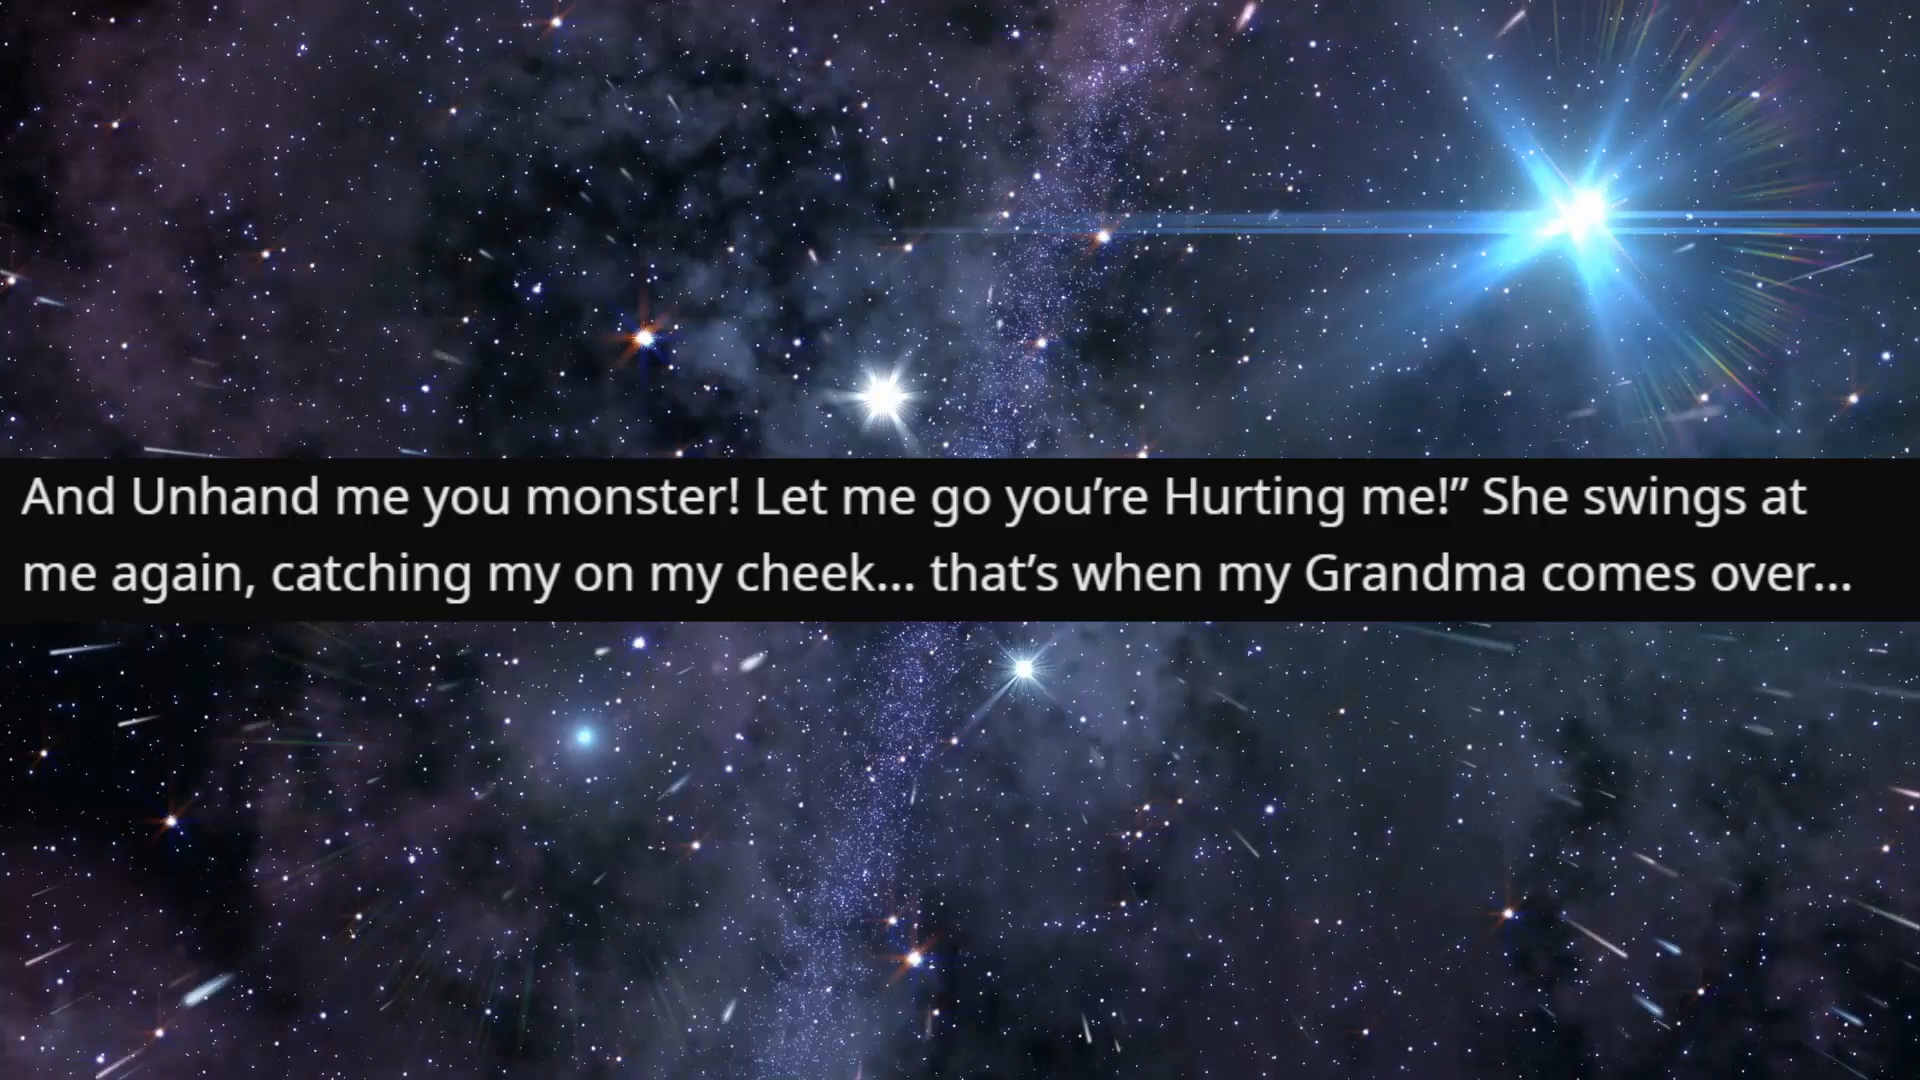 And Unhand me you monster! Let me go you’re Hurting me!” She swings at
me again, catching my on my cheek... that’s when my Grandma comes over...